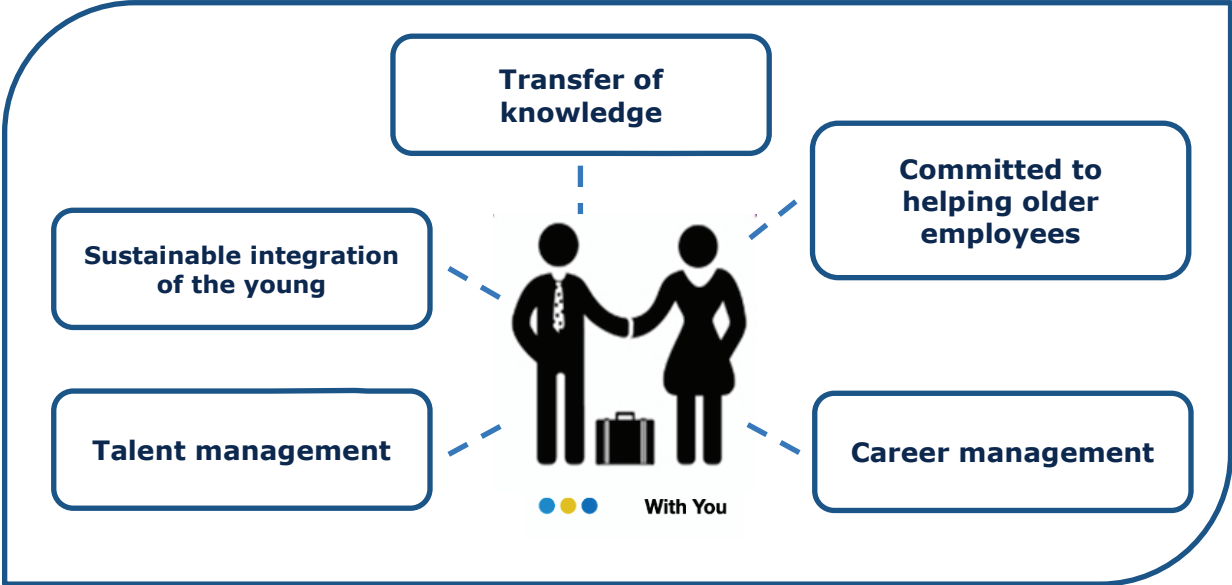 Transfer of
knowledge
Committed to
helping older
employees
Sustainable integration
of the young
Talent management
Career management
With You